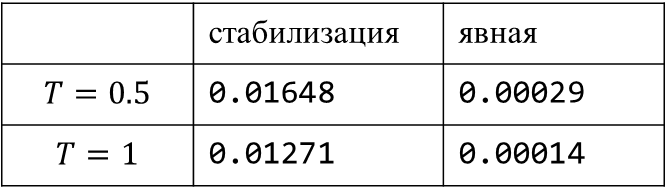 стабилизация явная
T = 0.5 0.01648 0.00029
T = 1 0.01271 0.00014